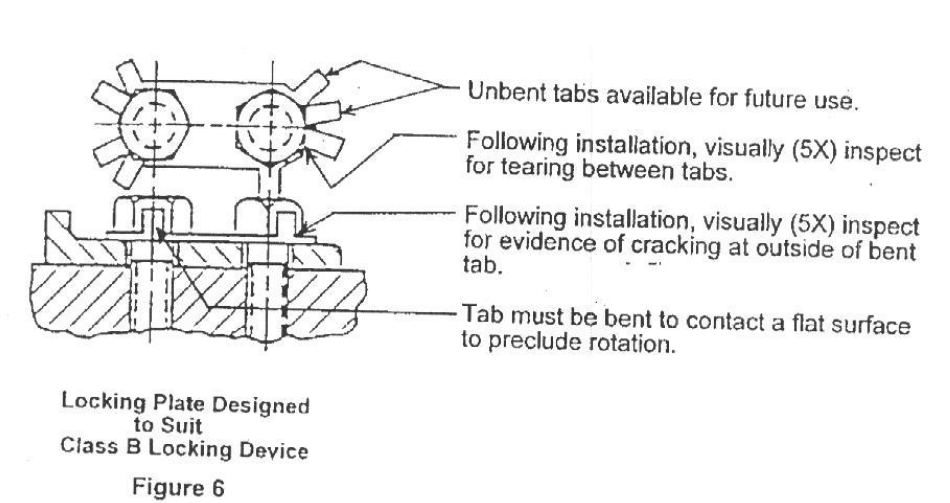 Unbent tabs available for future use.
Following installation, visually (5X) inspect
for tearing between tabs.
Following installation, visually (5X) inspect
for evidence of cracking at outside of bent
tab.
Tab must be bent to contact a flat surface
to preclude rotation.
Locking Plate Designed
to Suit
Class B Locking Device
Figure 6